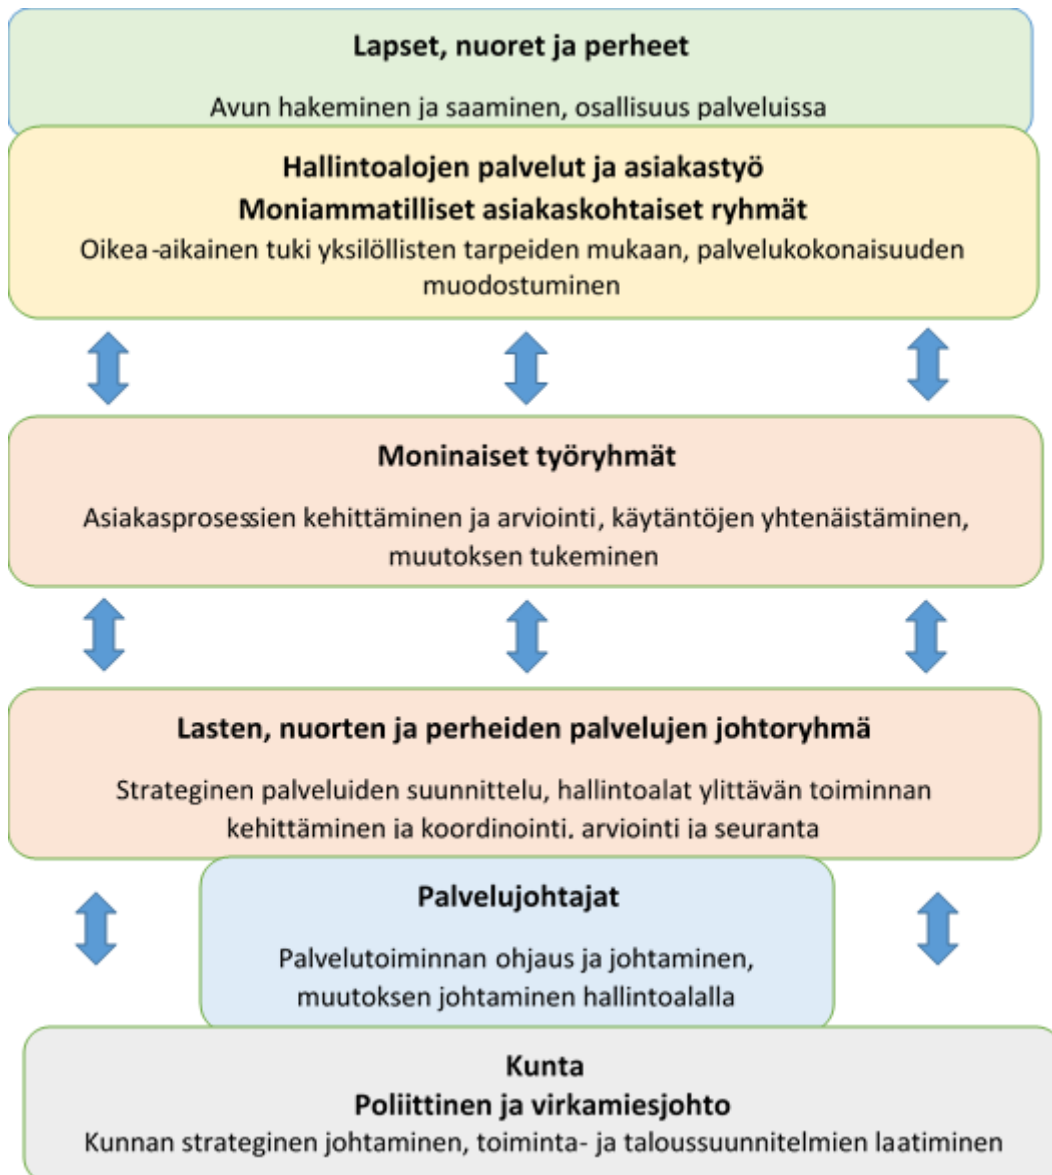 Lapset, nuoret ja perheet
Avun hakeminen ja saaminen, osallisuus palveluissa
Hallintoalojen palvelut ja asiakastyö
Moniammatilliset asiakaskohtaiset ryhmät
Oikea-aikainen tuki yksilöllisten tarpeiden mukaan, palvelukokonaisuuden
muodostuminen
Moninaiset työryhmät
Asiakasprosessien kehittäminen ja arviointi, käytäntöjen yhtenäistäminen,
muutoksen tukeminen
Lasten, nuorten ja perheiden palvelujen johtoryhmä
Strateginen palveluiden suunnittelu, hallintoalat ylittävän toiminnan
kehittäminen ja koordinointi, arviointi ja seuranta
Palvelujohtajat
Palvelutoiminnan ohjaus ja johtaminen,
muutoksen johtaminen hallintoalalla
Kunta
Poliittinen ja virkamiesjohto
Kunnan strateginen johtaminen, toiminta- ja taloussuunnitelmien laatiminen